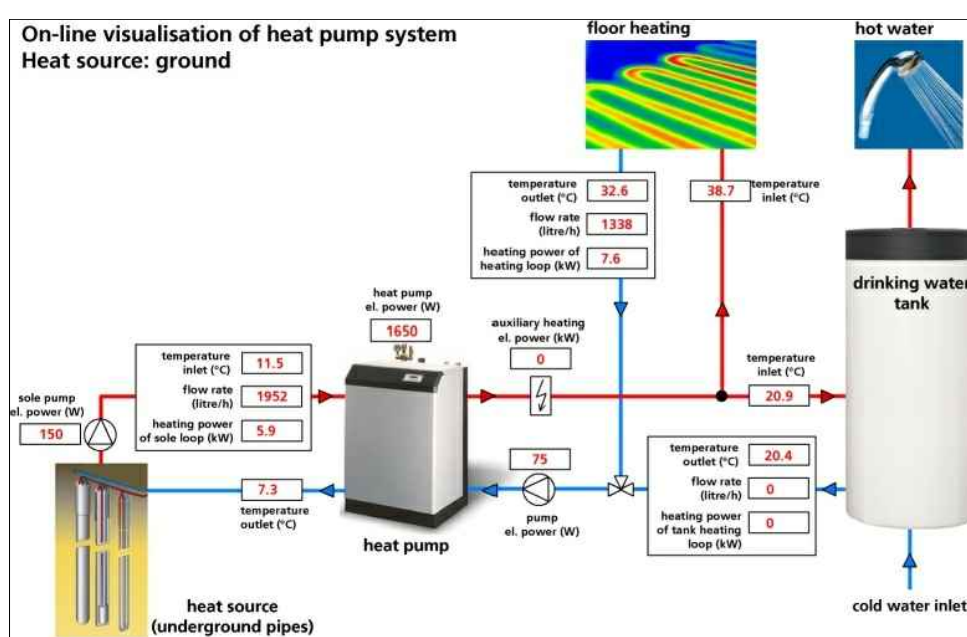 On-line visualisation of heat pump system
Heat source: ground
floor heating
hot water
temperature
outlet (°C)
32.6
flow rate
(litre/h)
1338
heating power of
heating loop (kW)
7.6
38.7
temperature
inlet (°C)
drinking water
tank
heat pump
el. power (W)
1650
auxiliary heating
el. power (kW)
0
temperature
inlet (°C)
20.9
sole pump
el. power (W)
150
temperature
inlet (°C)
11.5
flow rate
(litre/h)
1952
heating power
of sole loop (kW)
5.9
7.3
temperature
outlet (°C)
heat pump
75
pump
el. power (W)
temperature
outlet (°C)
20.4
flow rate
(litre/h)
0
heating power
of tank heating
loop (kW)
0
heat source
(underground pipes)
cold water inlet